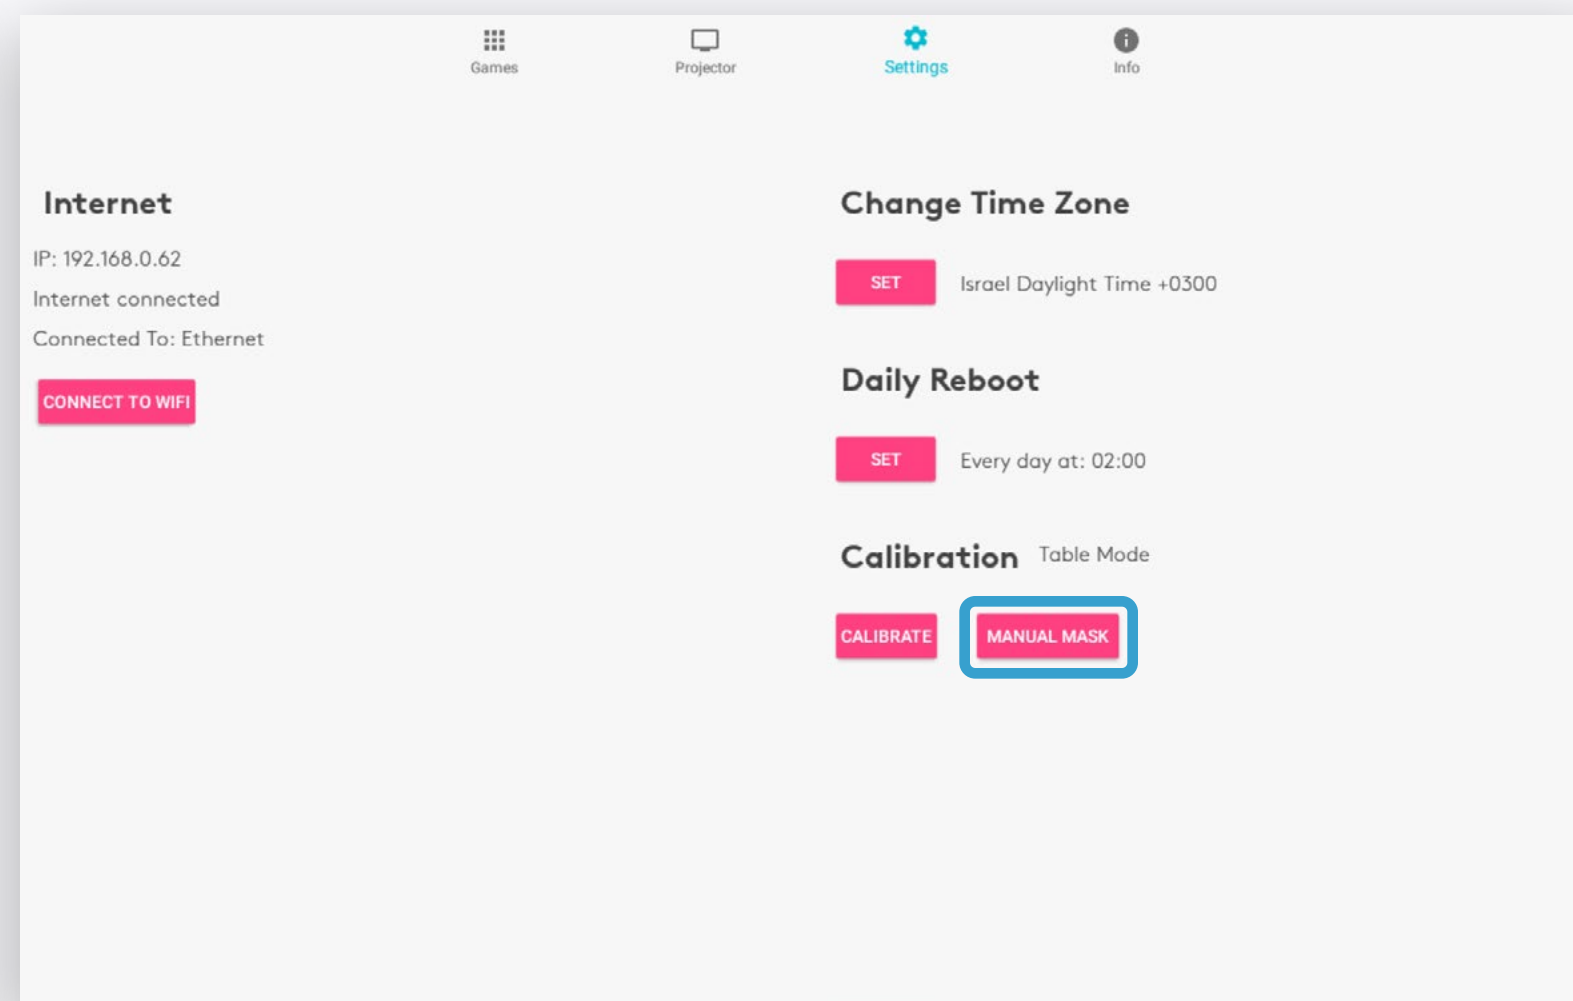 Games
Projector
Settings
Info
Internet
IP: 192.168.0.62
Internet connected
Connected To: Ethernet
CONNECT TO WIFI
Change Time Zone
SET
Israel Daylight Time +0300
Daily Reboot
SET
Every day at: 02:00
Calibration
Table Mode
CALIBRATE
MANUAL MASK